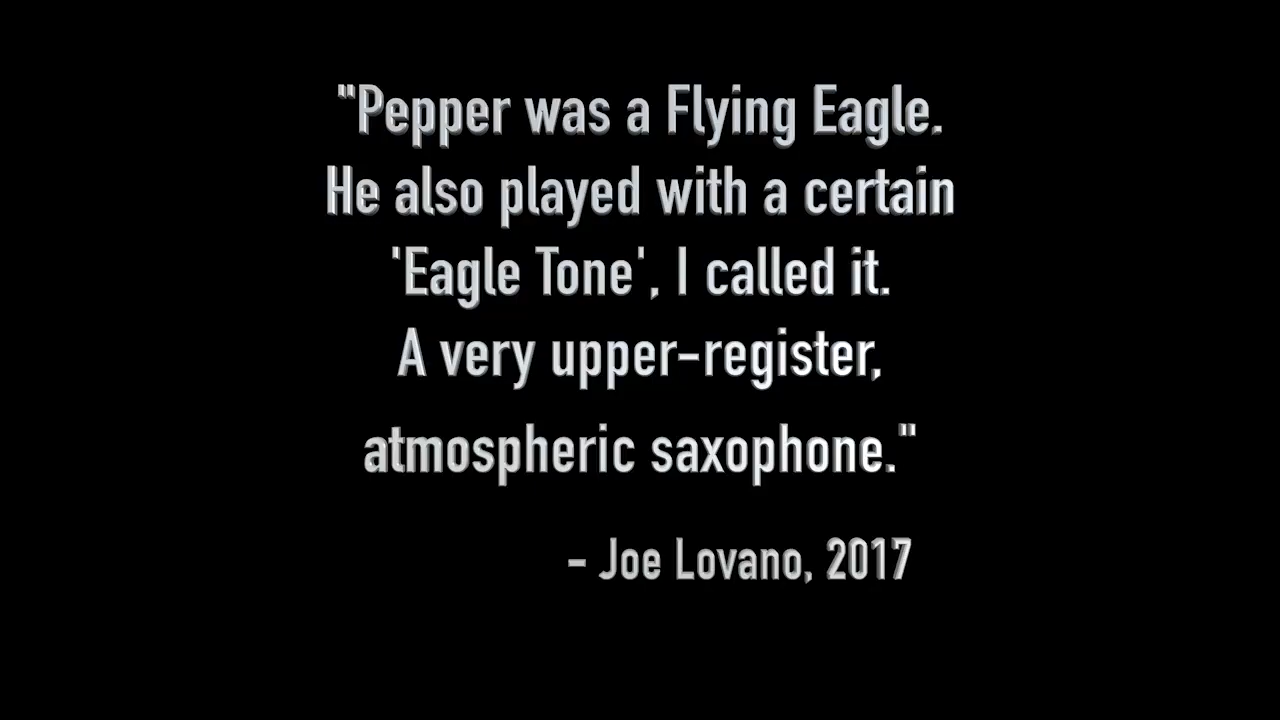 "Pepper was a Flying Eagle.
He also played with a certain
'Eagle Tone', I called it.
A very upper-register,
atmospheric saxophone."
- Joe Lovano, 2017